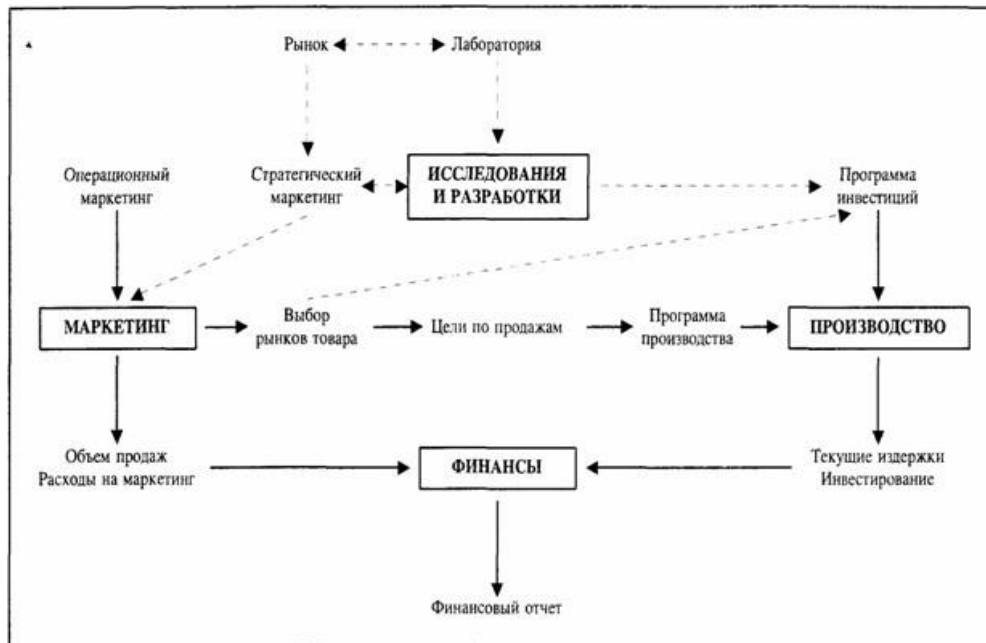 Рынок
Лаборатория
Операционный
маркетинг
Стратегический
маркетинг
ИССЛЕДОВАНИЯ
И РАЗРАБОТКИ
Программа
инвестиций
МАРКЕТИНГ
Выбор
рынков товара
Цели по продажам
Программа
производства
ПРОИЗВОДСТВО
Объем продаж
Расходы на маркетинг
ФИНАНСЫ
Текущие издержки
Инвестирование
Финансовый отчет